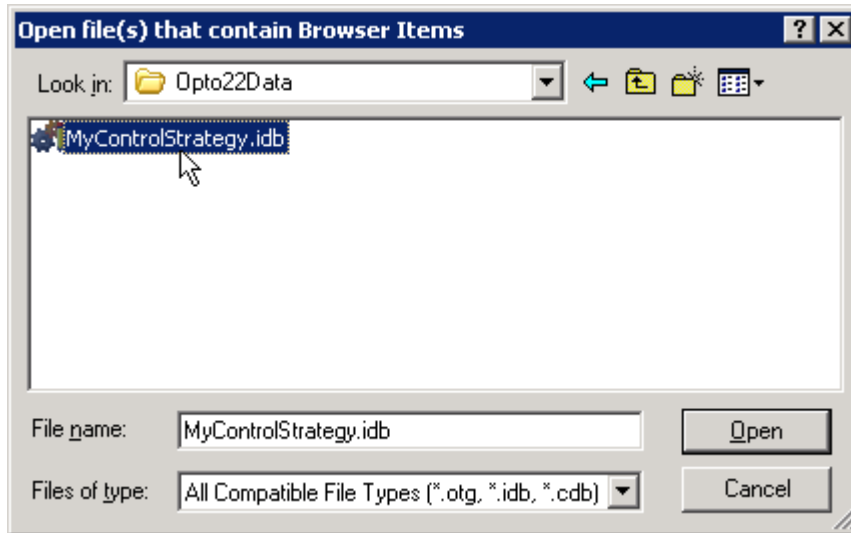 Open file(s) that contain Browser Items
Look in: Opto22Data
MyControlStrategy.idb
File name: MyControlStrategy.idb Open
Files of type: All Compatible File Types (*.otg, *.idb, *.cdb) Cancel